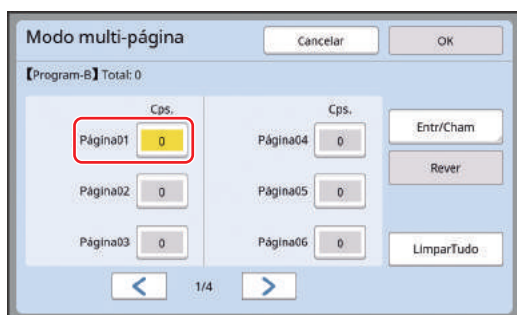 Modo multi-página
Cancelar
OK
【Program-B】Total: 0
Cps.
Cps.
Página01 0
Página04 0
Entr/Cham
Página02 0
Página05 0
Rever
Página03 0
Página06 0
LimparTudo
< 1/4 >